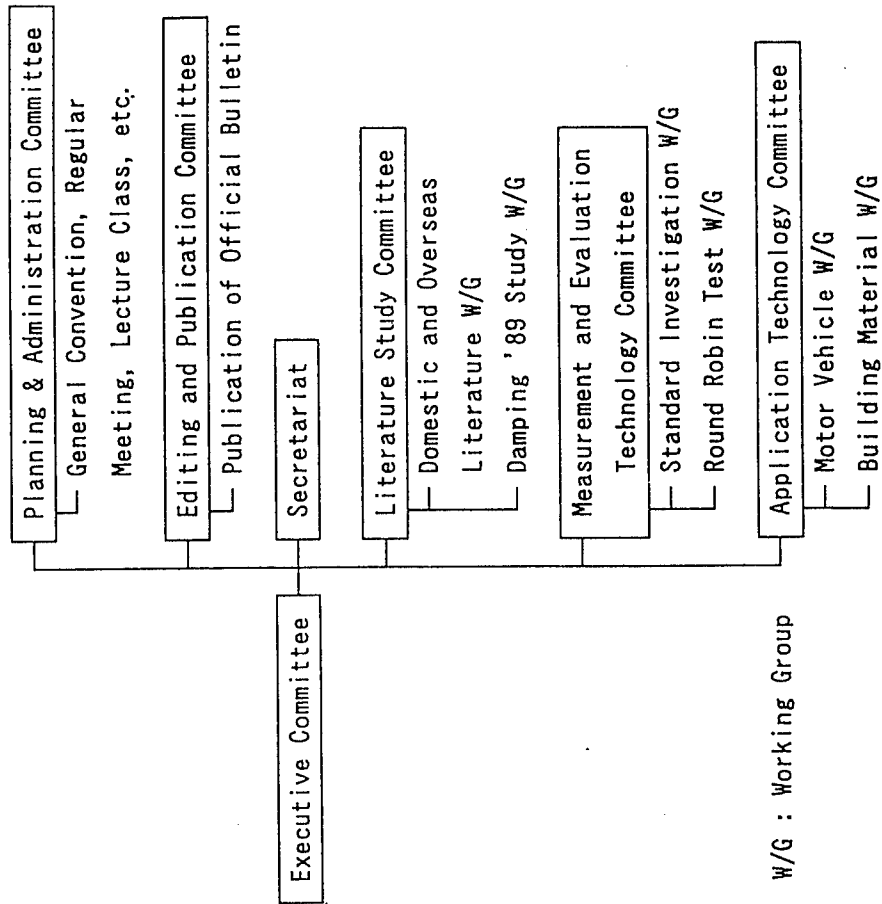 Executive Committee
Planning & Administration Committee
General Convention, Regular
Meeting, Lecture Class, etc.
Editing and Publication Committee
Publication of Official Bulletin
Secretariat
Literature Study Committee
Domestic and Overseas
Literature W/G
Damping '89 Study W/G
Measurement and Evaluation
Technology Committee
Standard Investigation W/G
Round Robin Test W/G
Application Technology Committee
Motor Vehicle W/G
Building Material W/G
W/G : Working Group